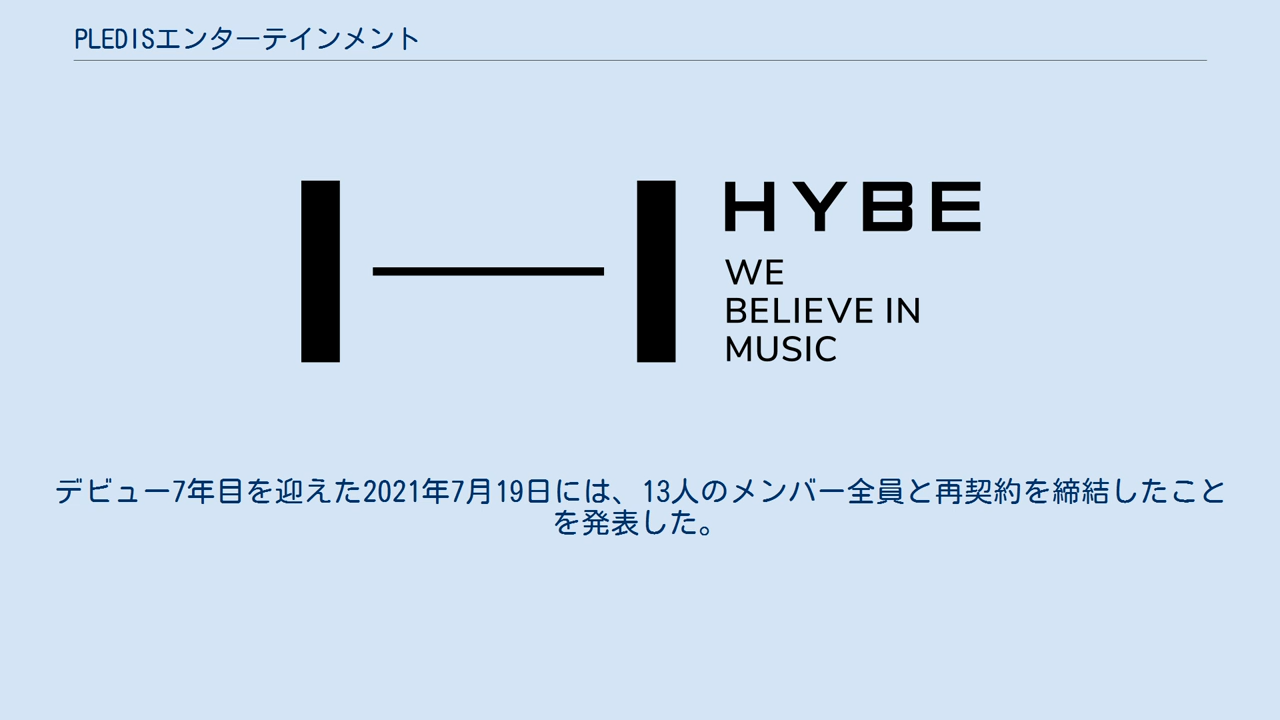 PLEDISエンターテインメント
HYBE
WE
BELIEVE IN
MUSIC
デビュー7年目を迎えた2021年7月19日には、13人のメンバー全員と再契約を締結したこと
を発表した。